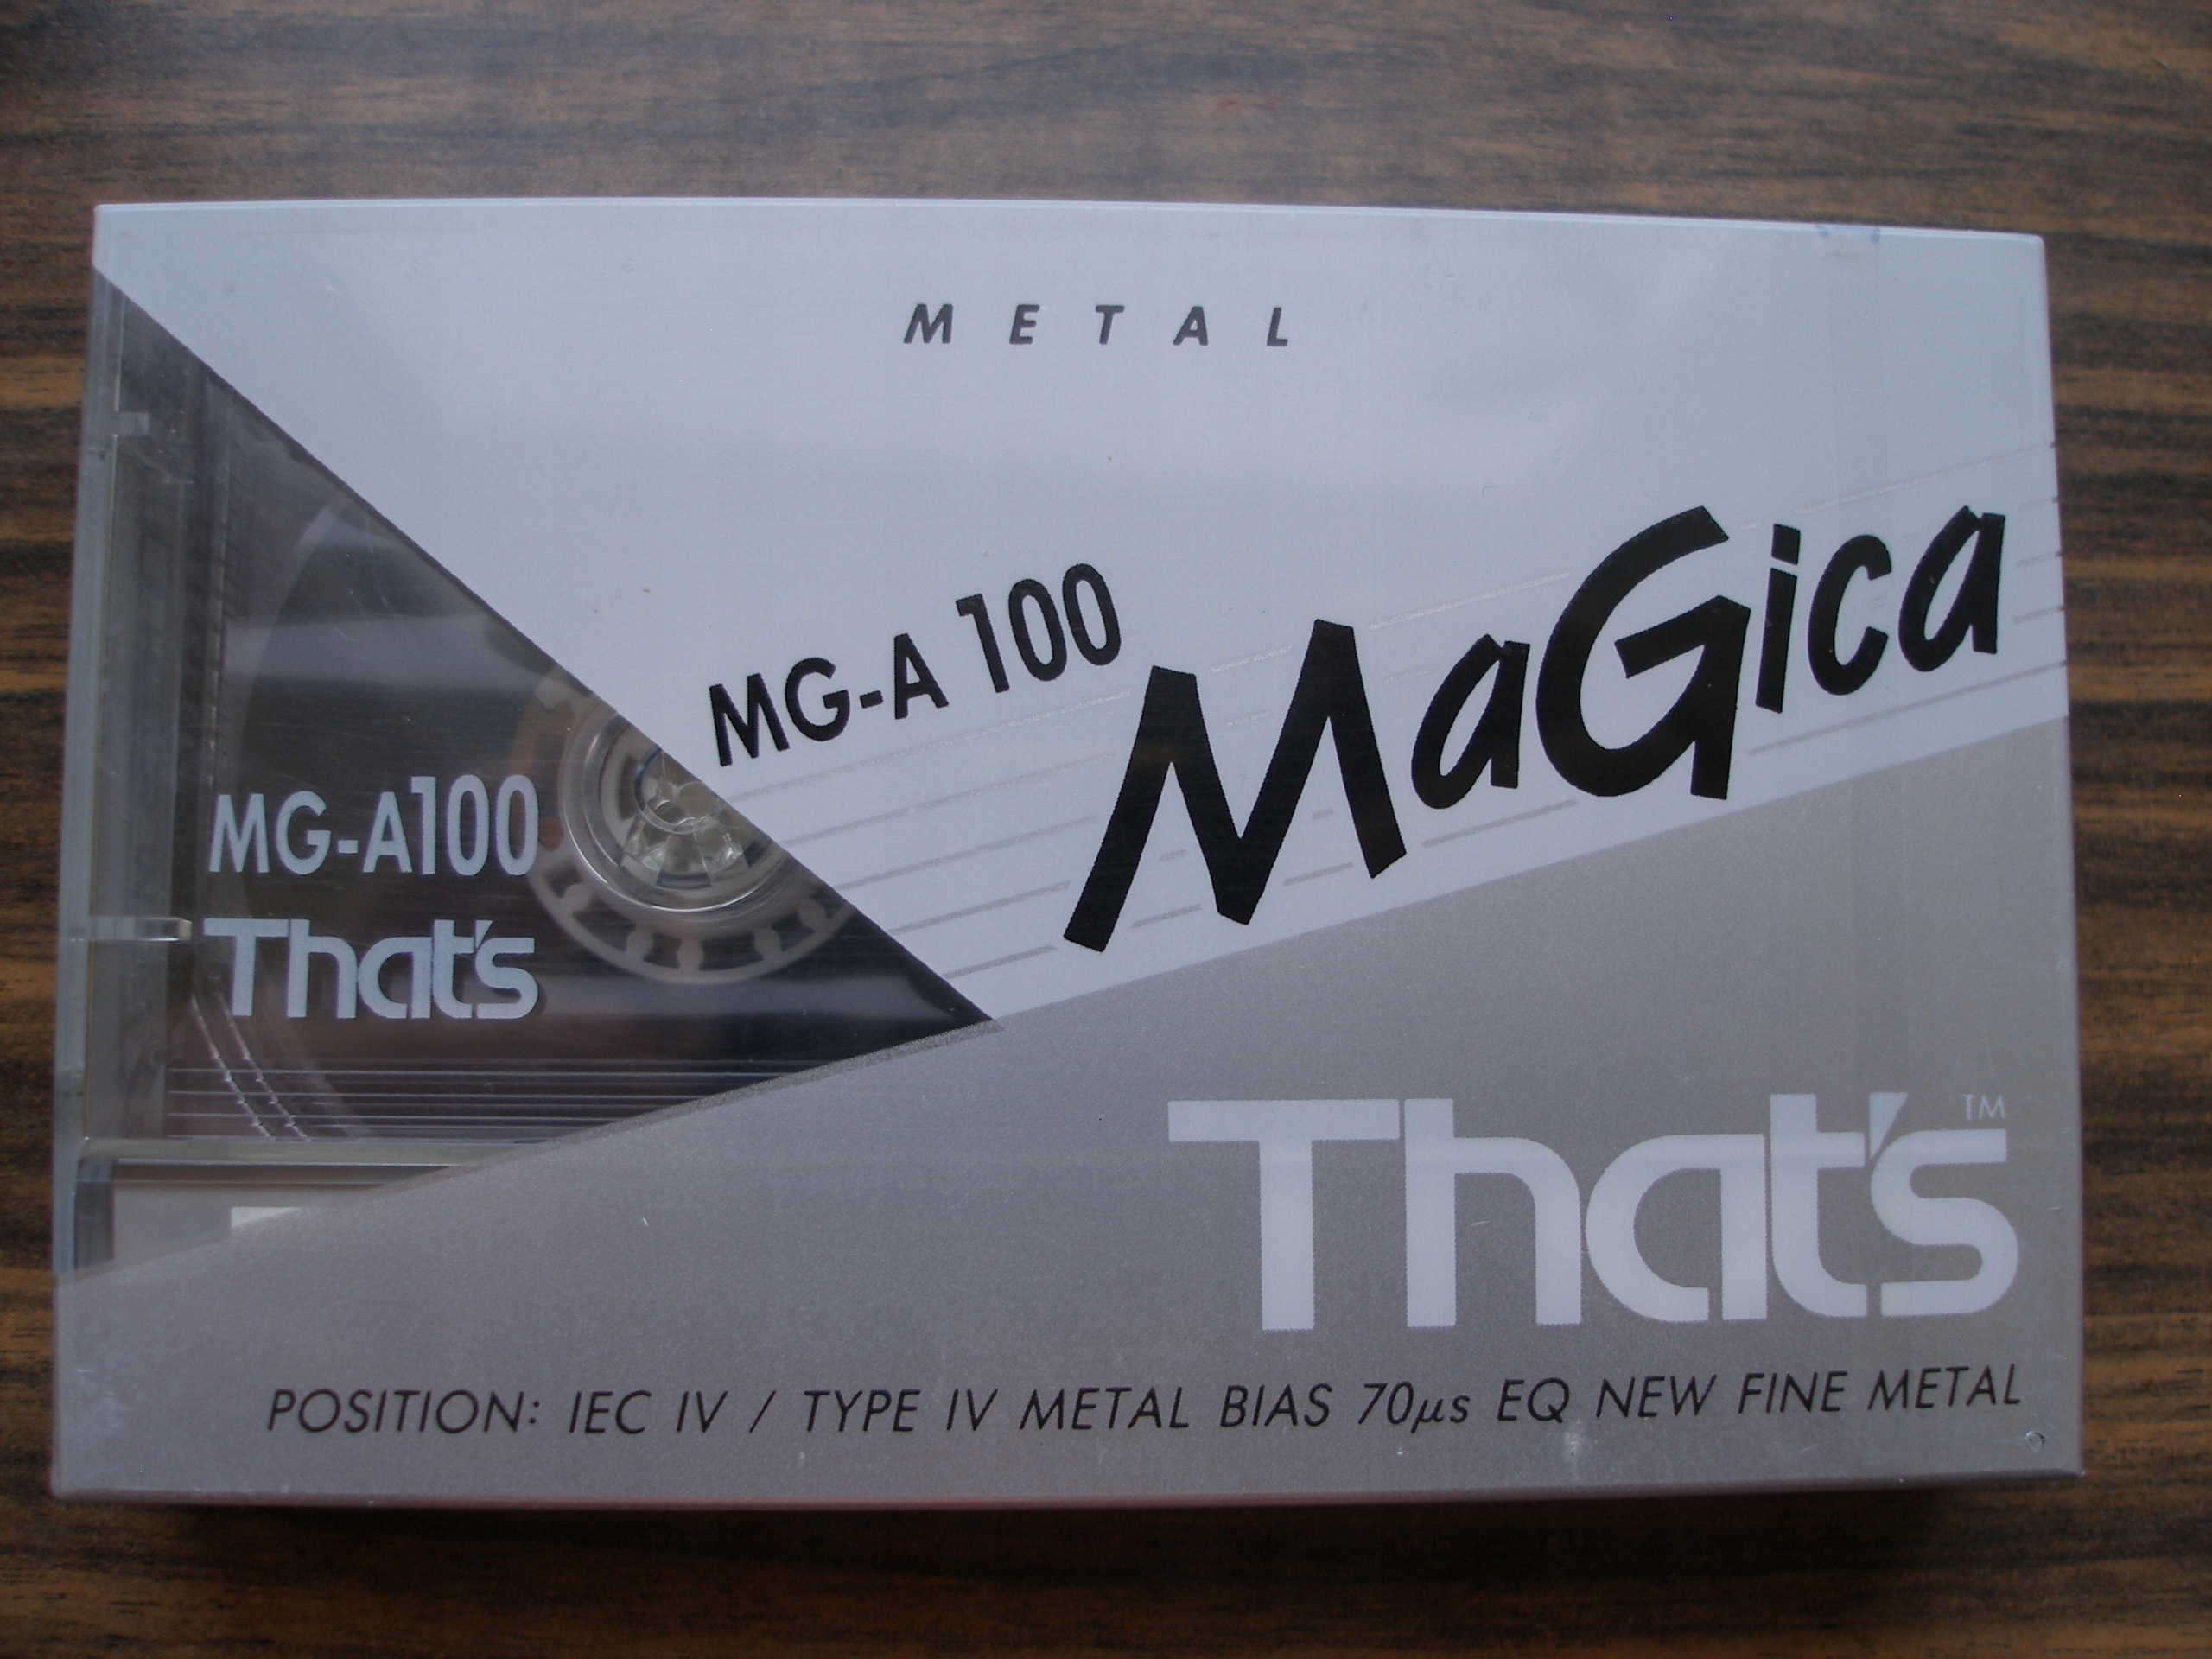 METAL
MG-A 100
MaGica
MG-A100
That's
That's™
POSITION: IEC IV / TYPE IV METAL BIAS 70µs EQ NEW FINE METAL